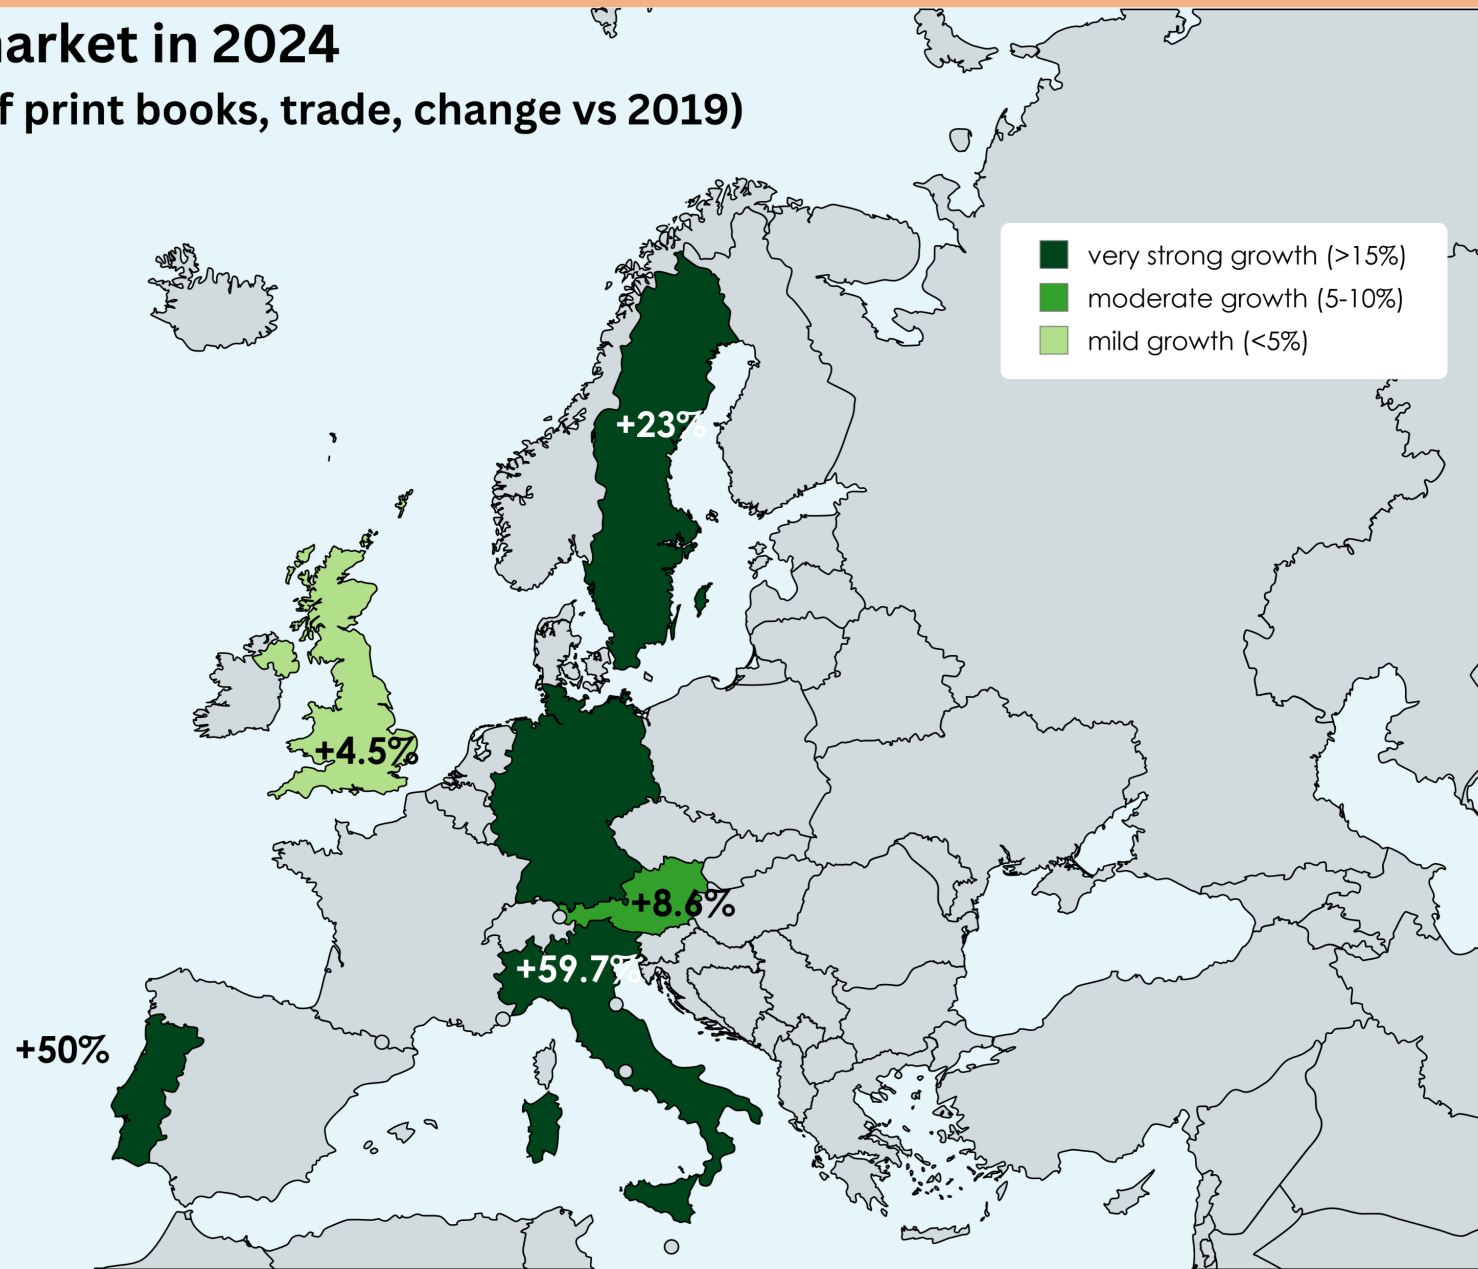 market in 2024
f print books, trade, change vs 2019)
very strong growth (>15%)
moderate growth (5-10%)
mild growth (<5%)
+23%
+4.5%
+8.6%
+59.7%
+50%